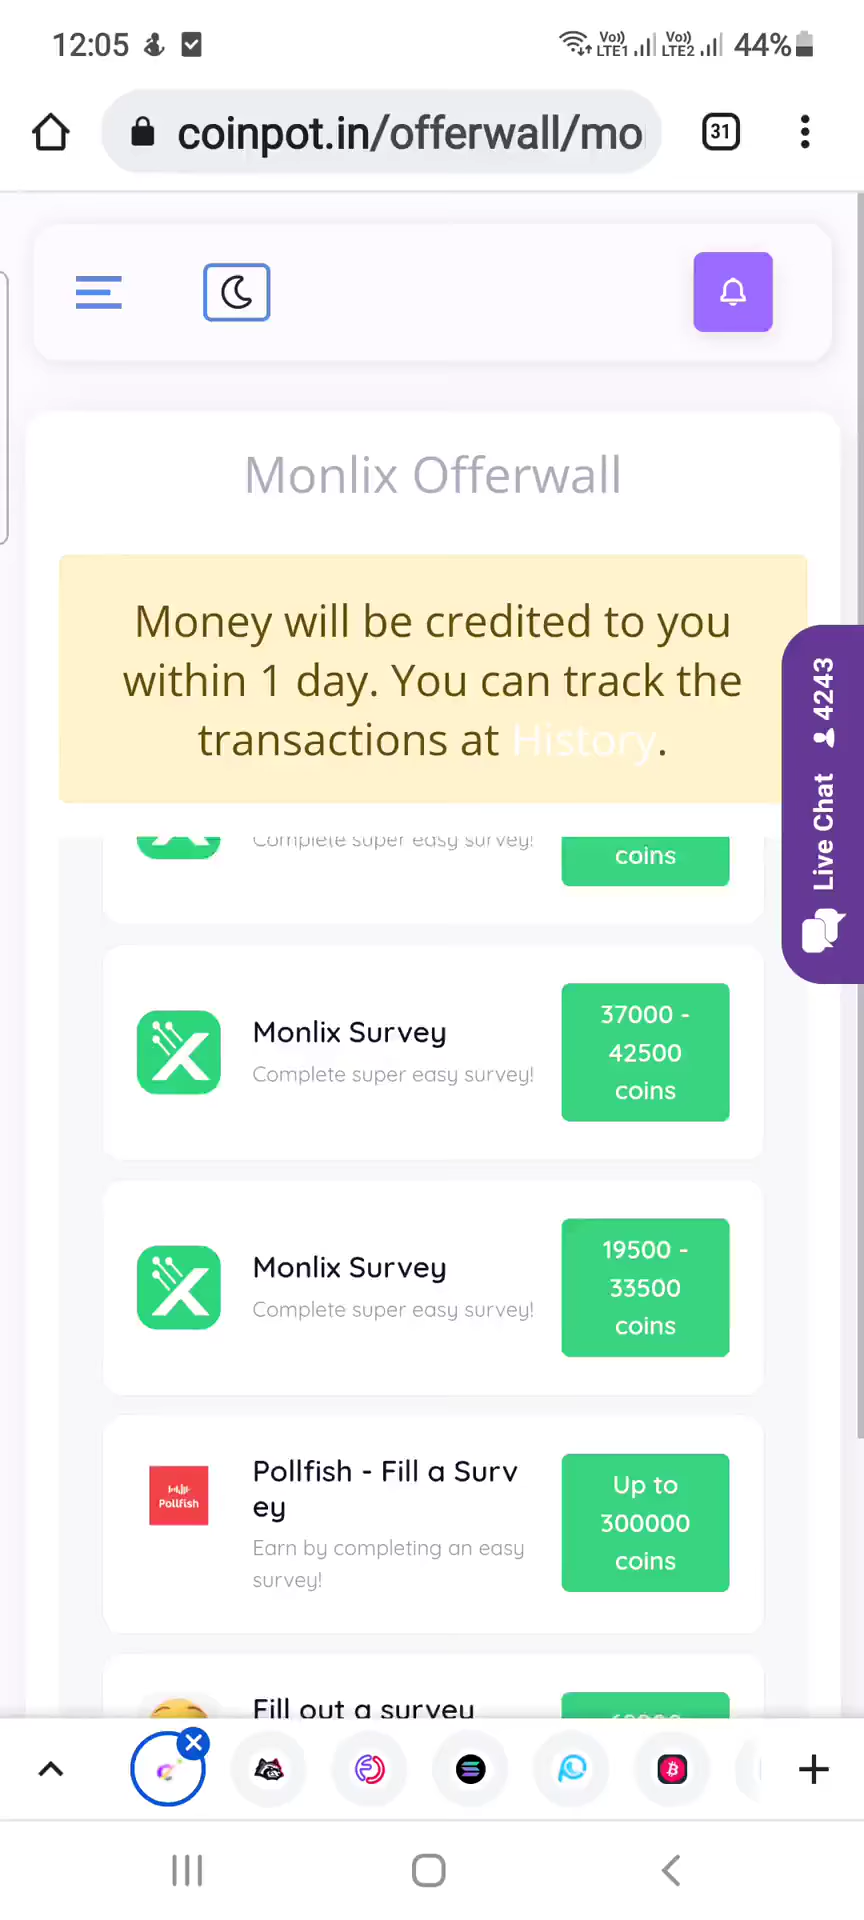 12:05
Vo)) LTE1 Vo)) LTE2 44%
coinpot.in/offerwall/mo
31
Monlix Offerwall
Money will be credited to you
within 1 day. You can track the
transactions at History.
Live Chat 4243
Complete super easy survey!
coins
Monlix Survey
Complete super easy survey!
37000 -
42500
coins
Monlix Survey
Complete super easy survey!
19500 -
33500
coins
Pollfish
Pollfish - Fill a Surv
ey
Earn by completing an easy
survey!
Up to
300000
coins
Fill out a survey